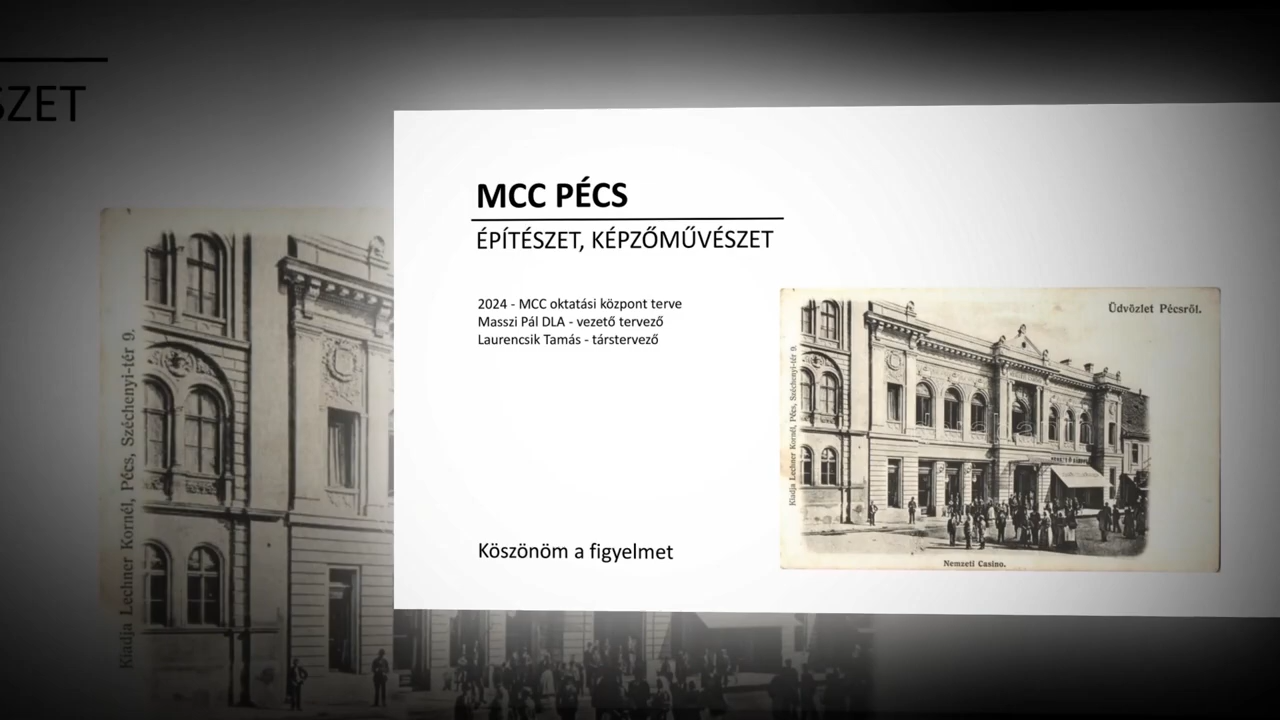 SZET
Kiadja Lechner Kornél, Pécs, Széchenyi-tér 9.
MCC PÉCS
ÉPÍTÉSZET, KÉPZŐMŰVÉSZET
2024 - MCC oktatási központ terve
Masszi Pál DLA - vezető tervező
Laurencsik Tamás - társtervező
Köszönöm a figyelmet
Üdvözlet Pécsről.
Kiadja Lechner Kornél, Pécs, Széchenyi-tér 9.
Nemzeti Casino.